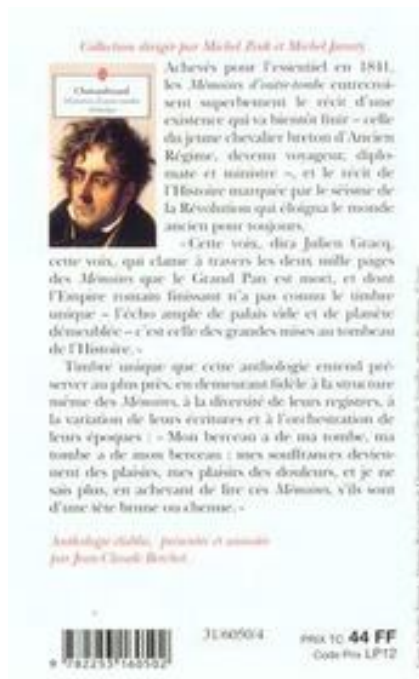 Collection dirigée par Michel Zink et Michel Jarrety
Chateaubriand
Mémoires d'outre-tombe
Achevés pour l'essentiel en 1841,
les Mémoires d'outre-tombe entrecroi-
sent superbement le récit d'une
existence qui va bientôt finir – celle
du jeune chevalier breton d'Ancien
Régime, devenu voyageur, diplo-
mate et ministre –, et le récit de
l'Histoire marquée par le séisme de
la Révolution qui éloigna le monde
ancien pour toujours.
« Cette voix, dira Julien Gracq,
cette voix, qui clame à travers les deux mille pages
des Mémoires que le Grand Pan est mort, et dont
l'Empire romain finissant n'a pas connu le timbre
unique – l'écho ample de palais vide et de planète
démeublée – c'est celle des grandes mises au tombeau
de l'Histoire. »
Timbre unique que cette anthologie entend pré-
server au plus près, en demeurant fidèle à la structure
même des Mémoires, à la diversité de leurs registres, à
la variation de leurs écritures et à l'orchestration de
leurs époques : « Mon berceau a de ma tombe, ma
tombe a de mon berceau : mes souffrances devien-
nent des plaisirs, mes plaisirs des douleurs, et je ne
sais plus, en achevant de lire ces Mémoires, s'ils sont
d'une tête brune ou chenue. »
Anthologie établie, présentée et annotée
par Jean-Claude Berchet
31/6050/4
PRIX TC 44 FF
Code Prix LP12
9 782253 160502